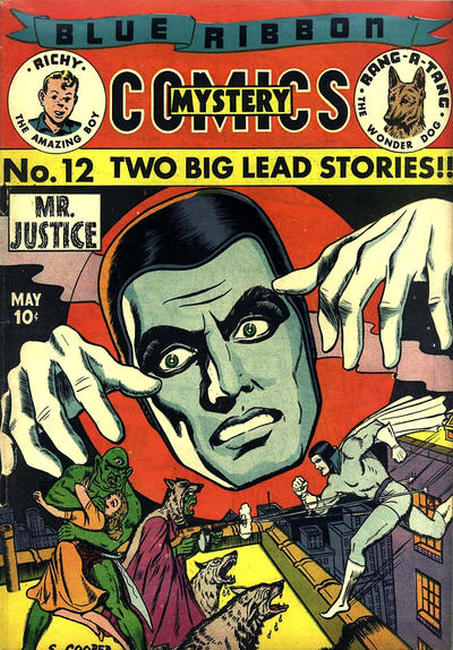 BLUE RIBBON
·RICHY·
THE AMAZING BOY
COMICS
MYSTERY
·RANG-A-TANG·
THE WONDER DOG
No. 12 TWO BIG LEAD STORIES!!
MR.
JUSTICE
MAY
10¢
S. COOPER